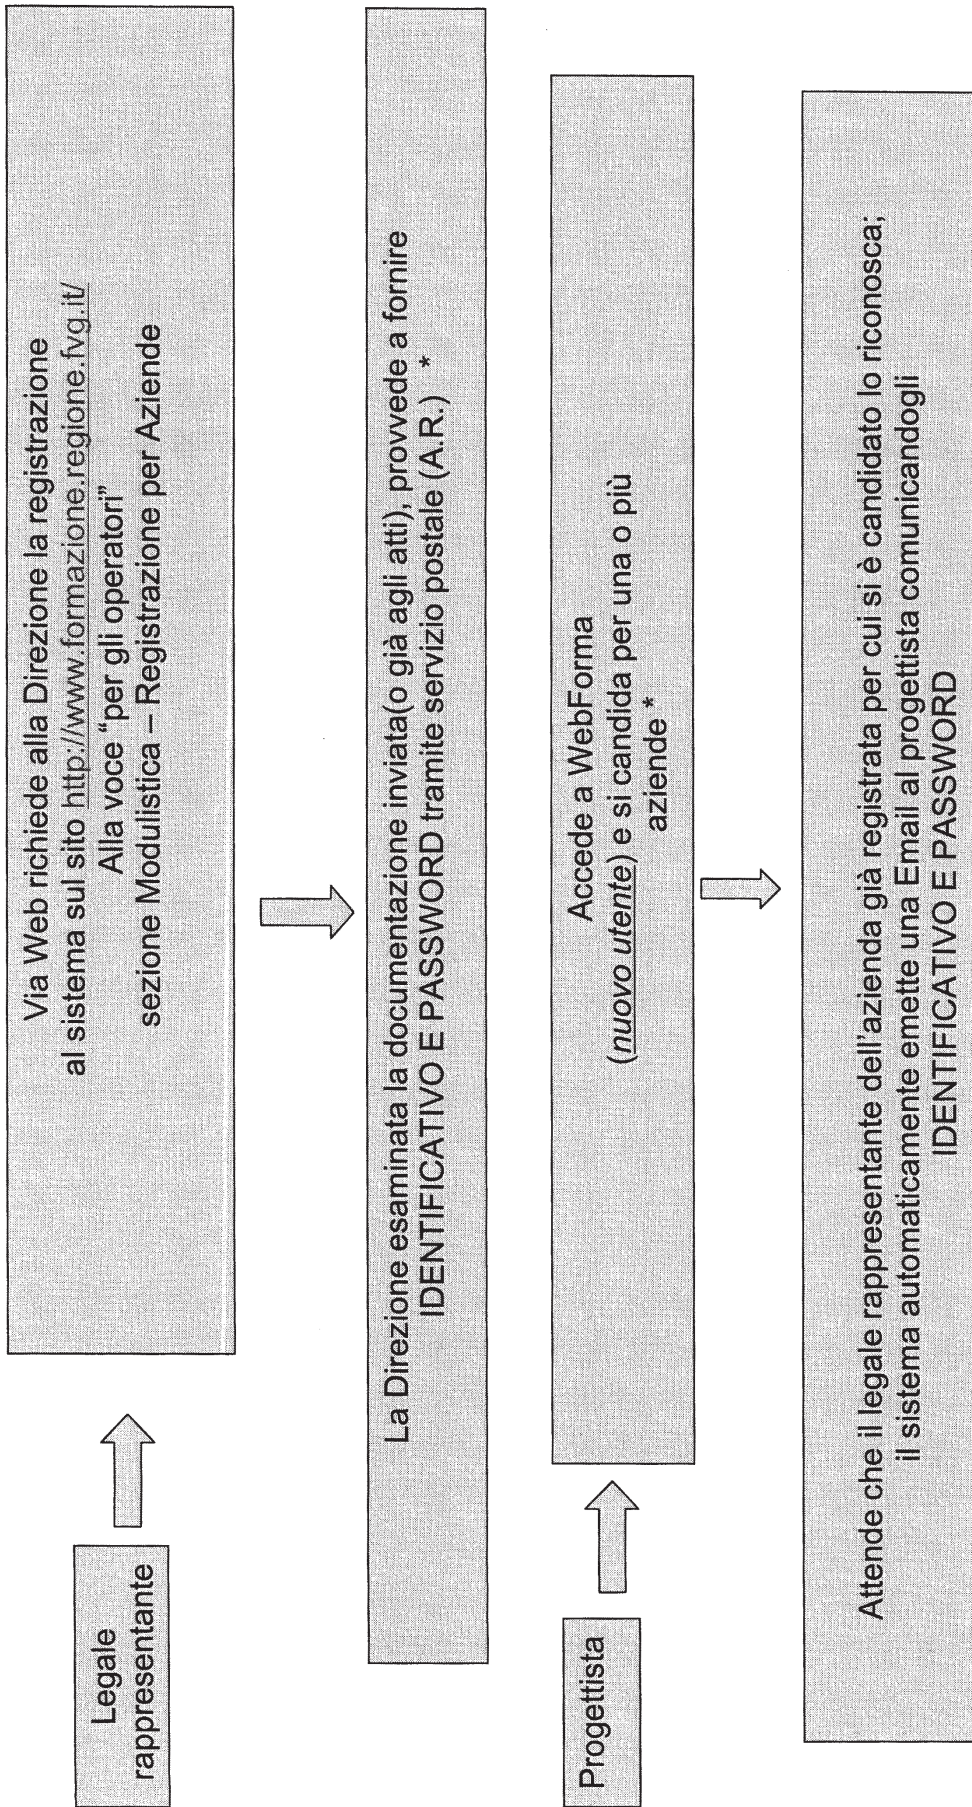 Legale
rappresentante
Via Web richiede alla Direzione la registrazione
al sistema sul sito http://www.formazione.regione.fvg.it/
Alla voce “per gli operatori”
sezione Modulistica – Registrazione per Aziende
La Direzione esaminata la documentazione inviata(o già agli atti), provvede a fornire
IDENTIFICATIVO E PASSWORD tramite servizio postale (A.R.) *
Progettista
Accede a WebForma
(nuovo utente) e si candida per una o più
aziende *
Attende che il legale rappresentante dell’azienda già registrata per cui si è candidato lo riconosca;
il sistema automaticamente emette una Email al progettista comunicandogli
IDENTIFICATIVO E PASSWORD